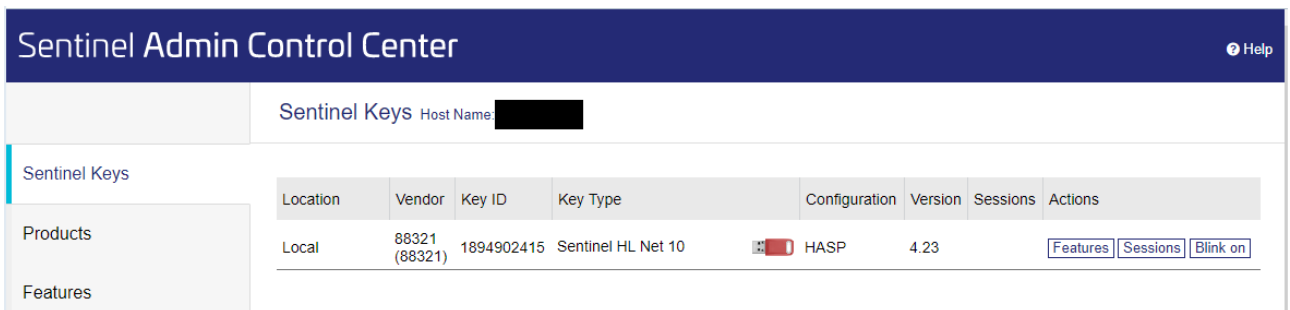 Sentinel Admin Control Center
Help
Sentinel Keys Host Name:
Sentinel Keys
Products
Features
Location Vendor Key ID Key Type Configuration Version Sessions Actions
Local 88321 (88321) 1894902415 Sentinel HL Net 10 HASP 4.23 Features Sessions Blink on